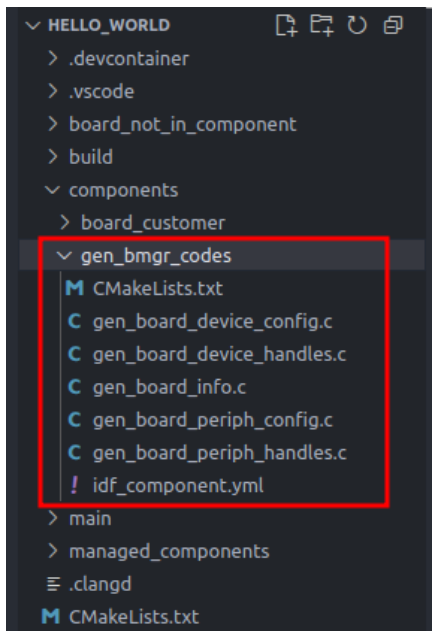 HELLO_WORLD
.devcontainer
.vscode
board_not_in_component
build
components
board_customer
gen_bmgr_codes
M CMakeLists.txt
C gen_board_device_config.c
C gen_board_device_handles.c
C gen_board_info.c
C gen_board_periph_config.c
C gen_board_periph_handles.c
! idf_component.yml
main
managed_components
.clangd
M CMakeLists.txt